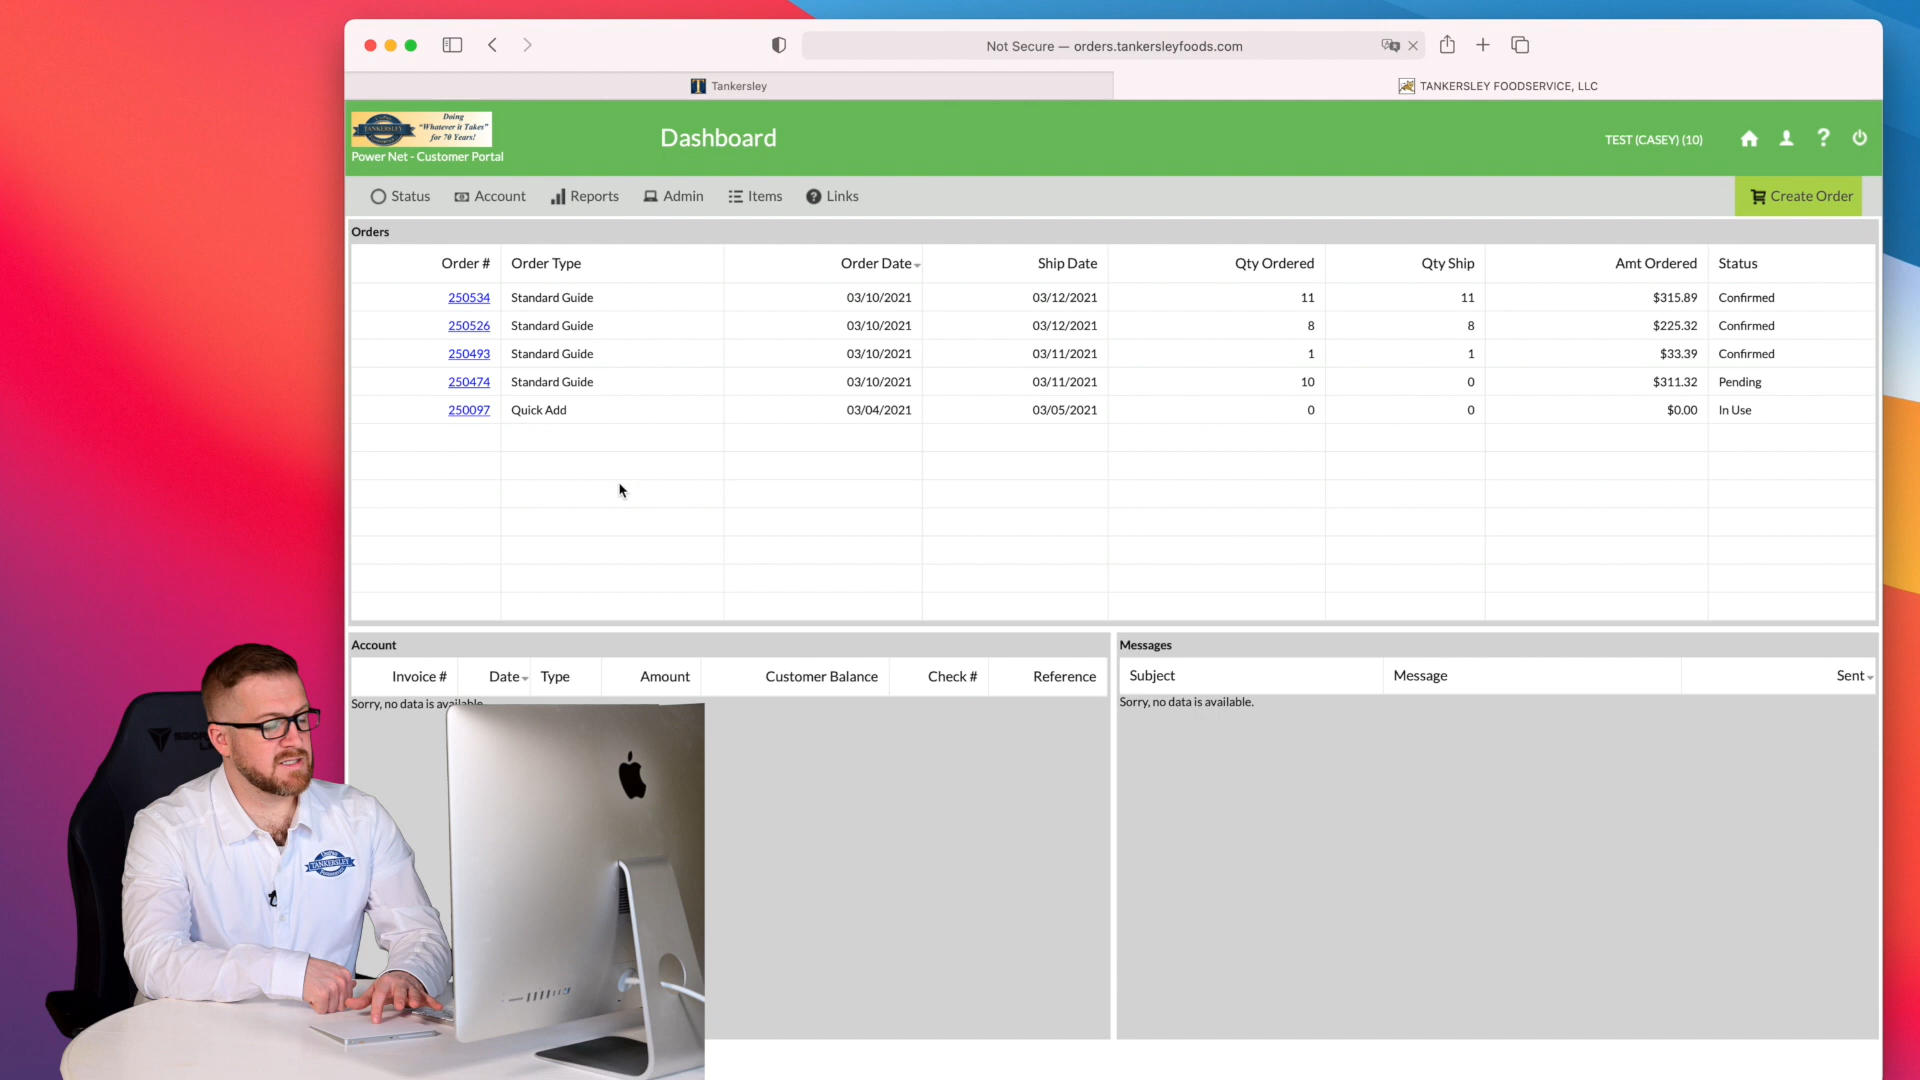 Not Secure — orders.tankersleyfoods.com
Tankersley
TANKERSLEY FOODSERVICE, LLC
TANKERSLEY
Doing
"Whatever it Takes"
for 70 Years!
Power Net - Customer Portal
Dashboard
TEST (CASEY) (10)
?
Status
Account
Reports
Admin
Items
Links
Create Order
Orders
Order # Order Type Order Date Ship Date Qty Ordered Qty Ship Amt Ordered Status
250534 Standard Guide 03/10/2021 03/12/2021 11 11 $315.89 Confirmed
250526 Standard Guide 03/10/2021 03/12/2021 8 8 $225.32 Confirmed
250493 Standard Guide 03/10/2021 03/11/2021 1 1 $33.39 Confirmed
250474 Standard Guide 03/10/2021 03/11/2021 10 0 $311.32 Pending
250097 Quick Add 03/04/2021 03/05/2021 0 0 $0.00 In Use
Account
Invoice # Date Type Amount Customer Balance Check # Reference
Sorry, no data is available.
Messages
Subject Message Sent
Sorry, no data is available.
TANKERSLEY